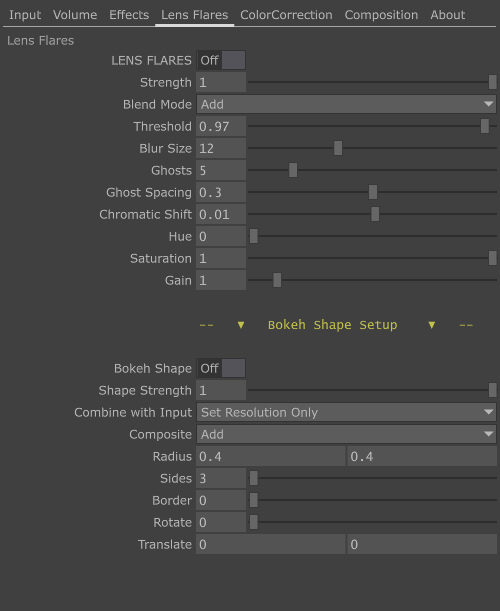 Input Volume Effects Lens Flares ColorCorrection Composition About
Lens Flares
LENS FLARES Off
Strength 1
Blend Mode Add
Threshold 0.97
Blur Size 12
Ghosts 5
Ghost Spacing 0.3
Chromatic Shift 0.01
Hue 0
Saturation 1
Gain 1
-- ▼ Bokeh Shape Setup ▼ --
Bokeh Shape Off
Shape Strength 1
Combine with Input Set Resolution Only
Composite Add
Radius 0.4 0.4
Sides 3
Border 0
Rotate 0
Translate 0 0